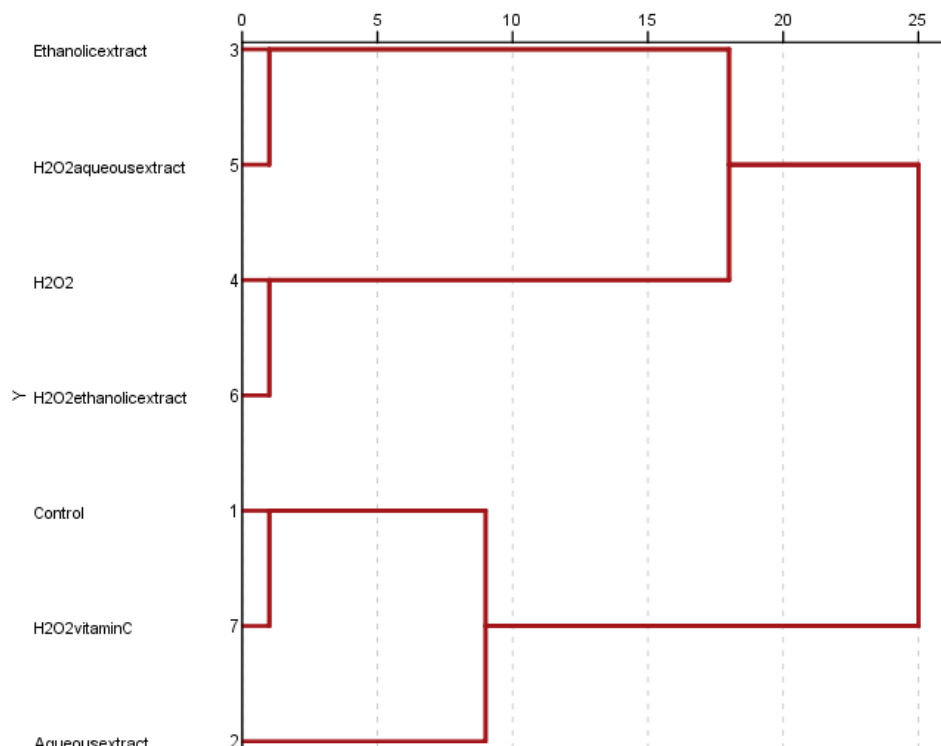 0 5 10 15 20 25
Ethanolicextract 3
H2O2aqueousextract 5
H2O2 4
Y H2O2ethanolicextract 6
Control 1
H2O2vitaminC 7
Aqueousextract 2